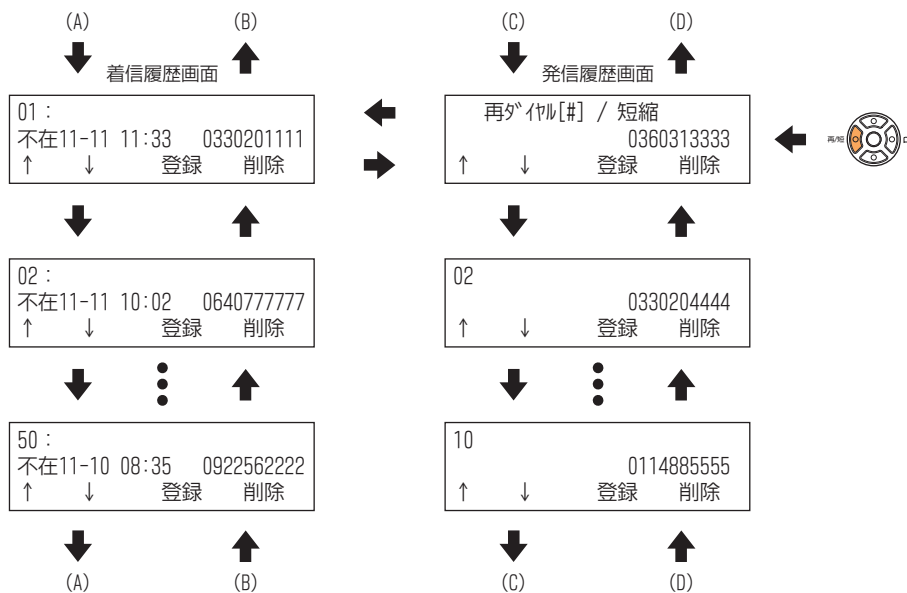 (A) (B) (C) (D)
着信履歴画面
01：
不在11-11 11:33 0330201111
↑ ↓ 登録 削除
02：
不在11-11 10:02 0640777777
↑ ↓ 登録 削除
50：
不在11-10 08:35 0922562222
↑ ↓ 登録 削除
(A) (B)
発信履歴画面
再ﾀﾞｲﾔﾙ[#] / 短縮
0360313333
↑ ↓ 登録 削除
02
0330204444
↑ ↓ 登録 削除
10
0114885555
↑ ↓ 登録 削除
(C) (D)
再/短